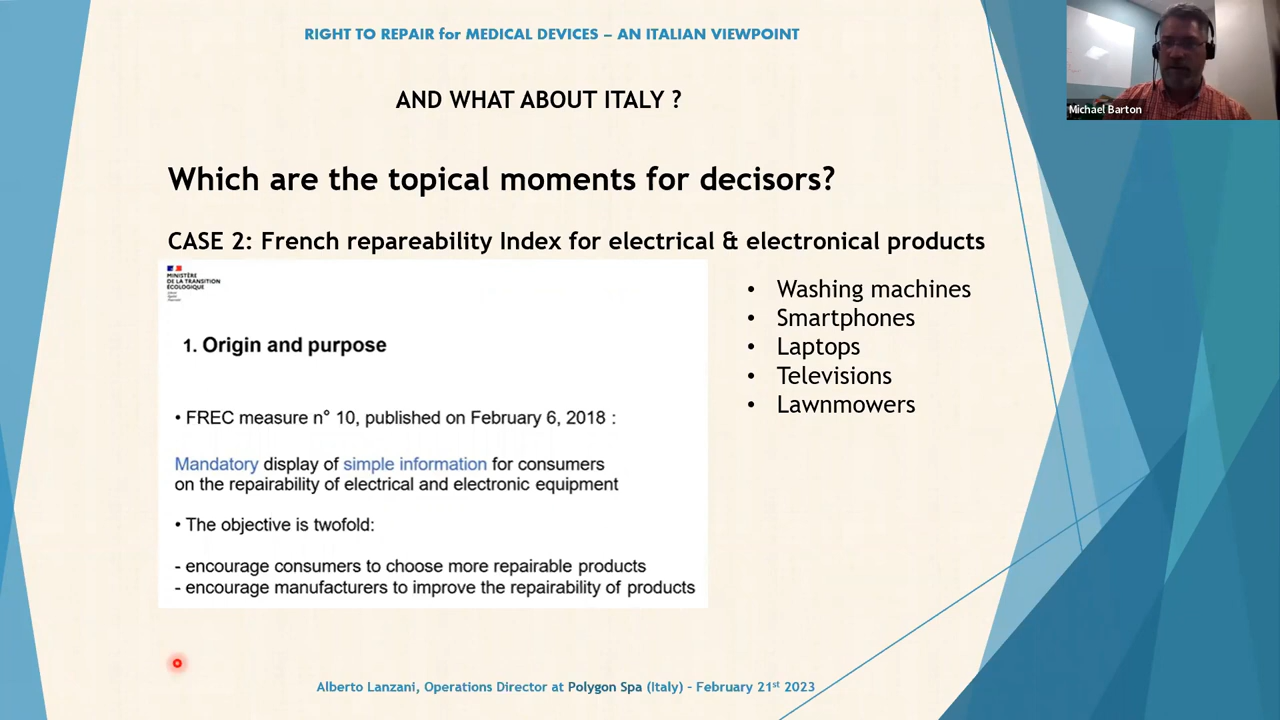 RIGHT TO REPAIR for MEDICAL DEVICES – AN ITALIAN VIEWPOINT
Michael Barton
AND WHAT ABOUT ITALY ?
Which are the topical moments for decisors?
CASE 2: French repareability Index for electrical & electronical products
MINISTÈRE
DE LA TRANSITION
ÉCOLOGIQUE
1. Origin and purpose
• FREC measure n° 10, published on February 6, 2018 :
Mandatory display of simple information for consumers
on the repairability of electrical and electronic equipment
• The objective is twofold:
- encourage consumers to choose more repairable products
- encourage manufacturers to improve the repairability of products
• Washing machines
• Smartphones
• Laptops
• Televisions
• Lawnmowers
Alberto Lanzani, Operations Director at Polygon Spa (Italy) – February 21st 2023